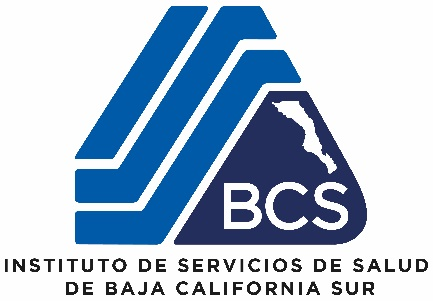 BCS
INSTITUTO DE SERVICIOS DE SALUD
DE BAJA CALIFORNIA SUR